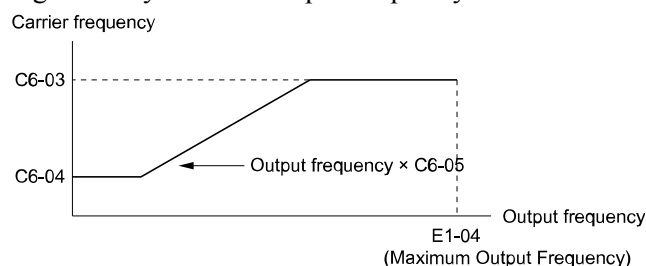 Carrier frequency
C6-03
Output frequency × C6-05
C6-04
Output frequency
E1-04
(Maximum Output Frequency)